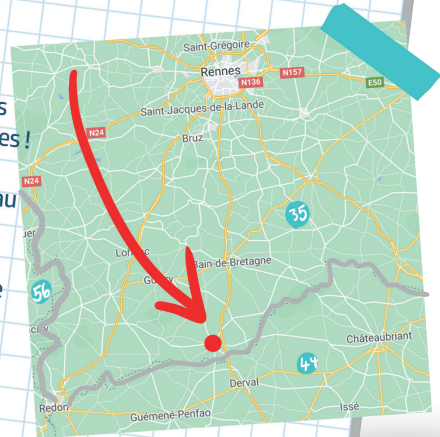 Saint-Grégoire
Rennes
N136
N157
E50
s
Saint-Jacques-de-la-Lande
es !
N24
Bruz
N24
au
35
Bain-de-Bretagne
e
56
Châteaubriant
44
Derval
Redon
Guémené-Penfao
Issé